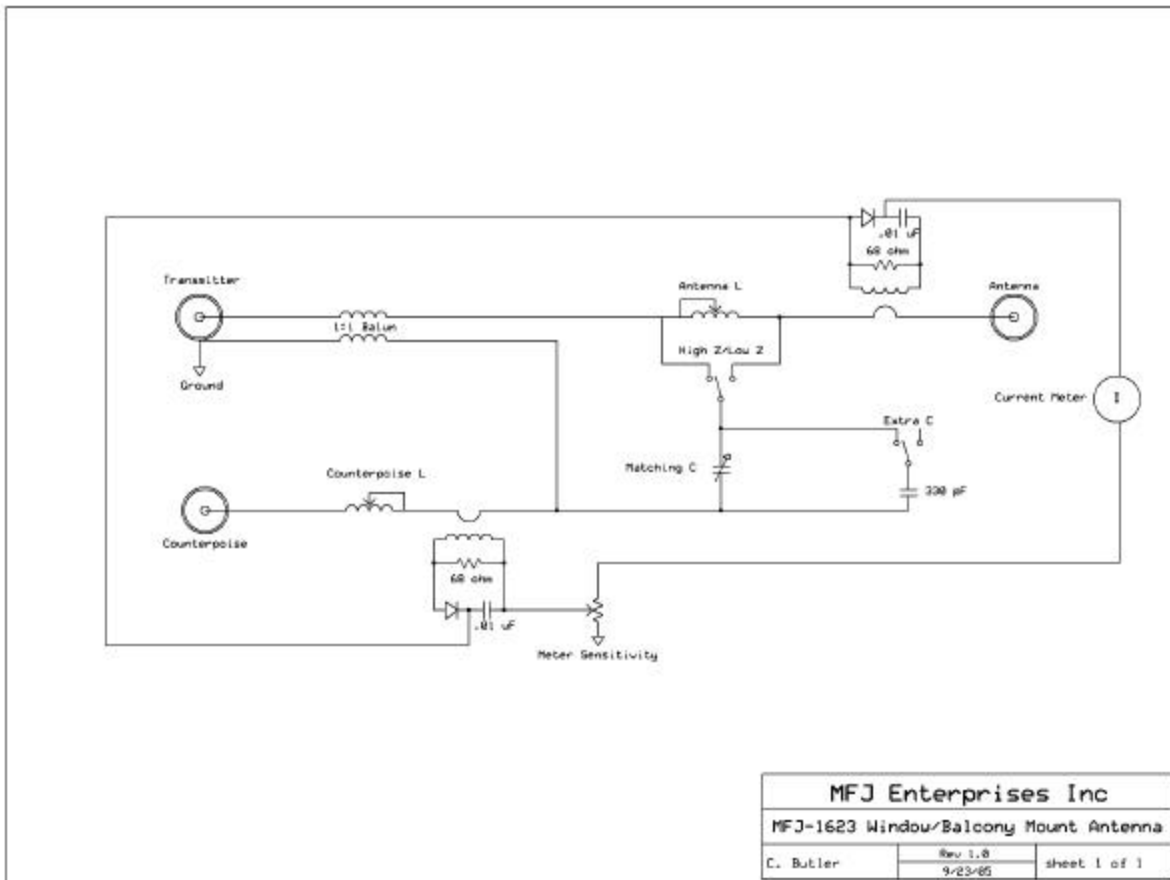 .01 uF
68 ohm
Transmitter
Antenna L
Antenna
1:1 Balun
High Z/Low Z
Ground
Current Meter
I
Extra C
Matching C
Counterpoise L
330 pF
Counterpoise
68 ohm
.01 uF
Meter Sensitivity
MFJ Enterprises Inc
MFJ-1623 Window/Balcony Mount Antenna
C. Butler
Rev 1.0
9/23/05
sheet 1 of 1